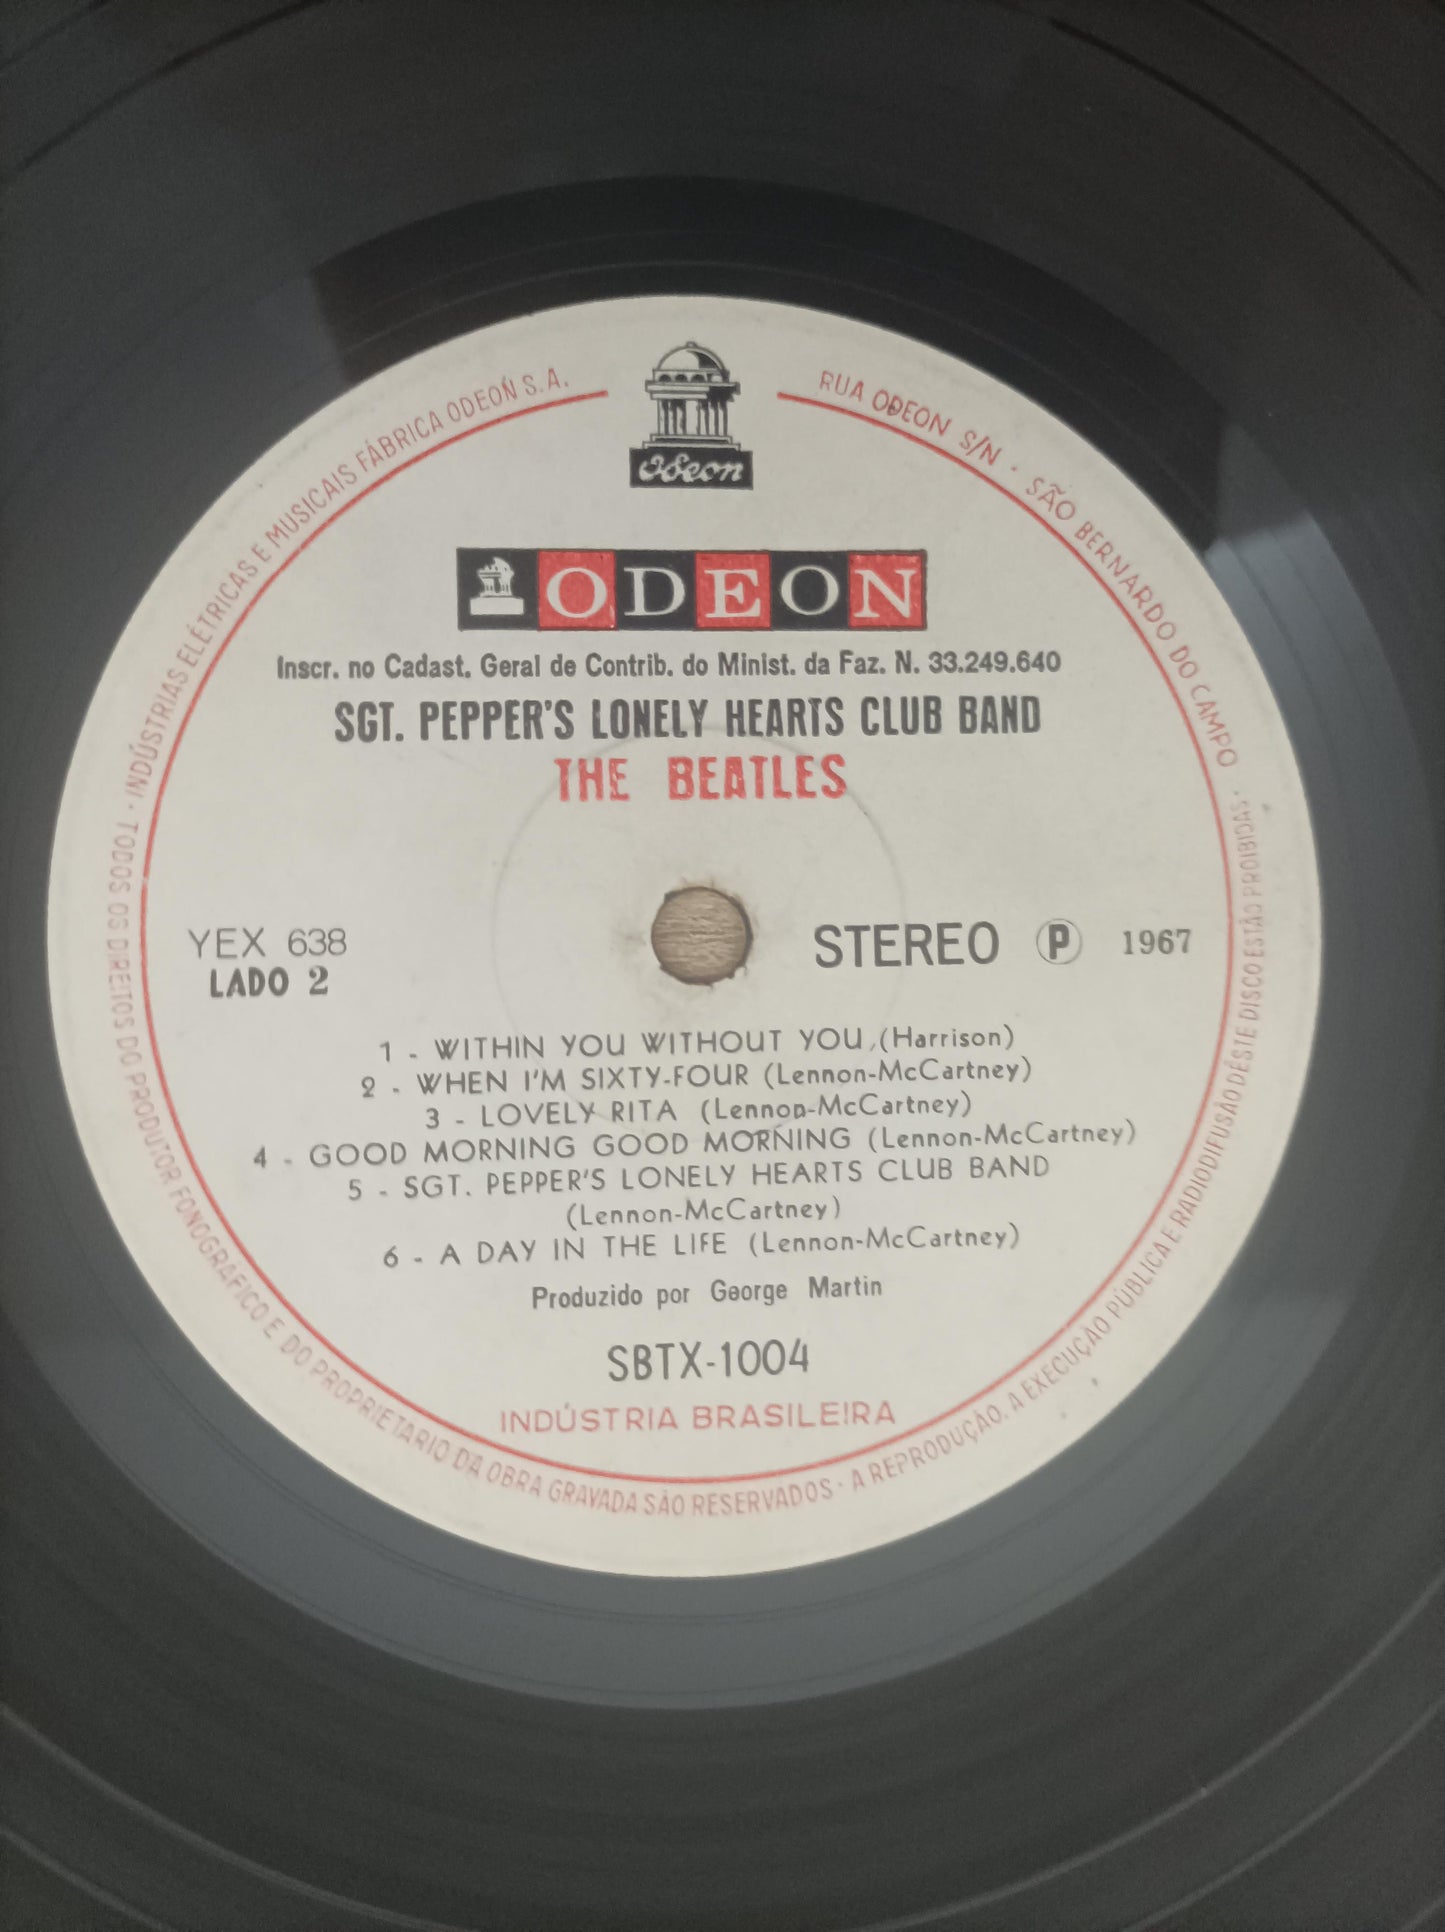 INDÚSTRIAS ELÉTRICAS E MUSICAIS FÁBRICA ODEON S.A.
RUA ODEON S/N · SÃO BERNARDO DO CAMPO ·
Odeon
ODEON
Inscr. no Cadast. Geral de Contrib. do Minist. da Faz. N. 33.249.640
SGT. PEPPER'S LONELY HEARTS CLUB BAND
THE BEATLES
YEX 638
LADO 2
STEREO Ⓟ 1967
1 - WITHIN YOU WITHOUT YOU,(Harrison)
2 - WHEN I'M SIXTY-FOUR (Lennon-McCartney)
3 - LOVELY RITA (Lennon-McCartney)
4 - GOOD MORNING GOOD MORNING (Lennon-McCartney)
5 - SGT. PEPPER'S LONELY HEARTS CLUB BAND
(Lennon-McCartney)
6 - A DAY IN THE LIFE (Lennon-McCartney)
Produzido por George Martin
SBTX-1004
INDÚSTRIA BRASILEIRA
· TODOS OS DIREITOS DO PRODUTOR FONOGRÁFICO E DO PROPRIETARIO DA OBRA GRAVADA SÃO RESERVADOS · A REPRODUÇÃO, A EXECUÇÃO PÚBLICA E RADIODIFUSÃO DÊSTE DISCO ESTÃO PROIBIDAS ·